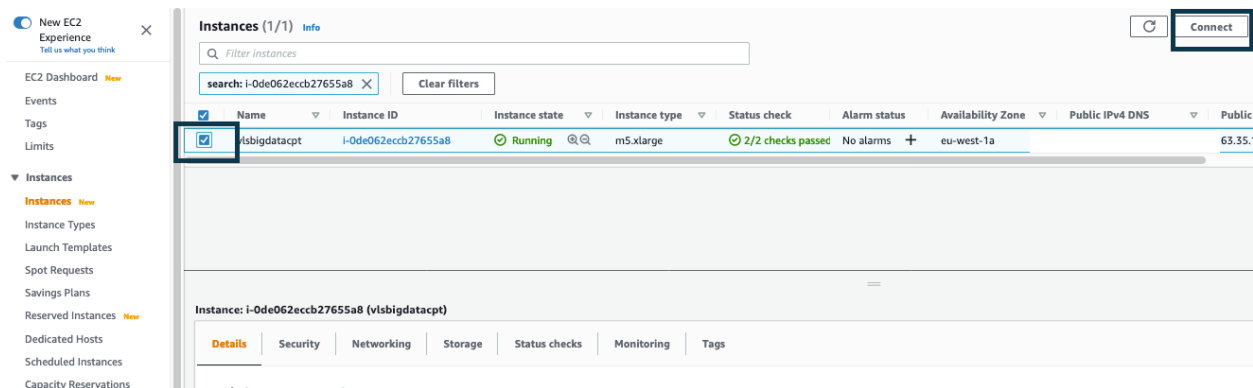 New EC2
Experience
Tell us what you think
EC2 Dashboard New
Events
Tags
Limits
Instances
Instances New
Instance Types
Launch Templates
Spot Requests
Savings Plans
Reserved Instances New
Dedicated Hosts
Scheduled Instances
Capacity Reservations
Instances (1/1) Info
Connect
Filter instances
search: i-0de062eccb27655a8
Clear filters
Name Instance ID Instance state Instance type Status check Alarm status Availability Zone Public IPv4 DNS Public
vlsbigdatacpt i-0de062eccb27655a8 Running m5.xlarge 2/2 checks passed No alarms + eu-west-1a 63.35.
Instance: i-0de062eccb27655a8 (vlsbigdatacpt)
Details Security Networking Storage Status checks Monitoring Tags